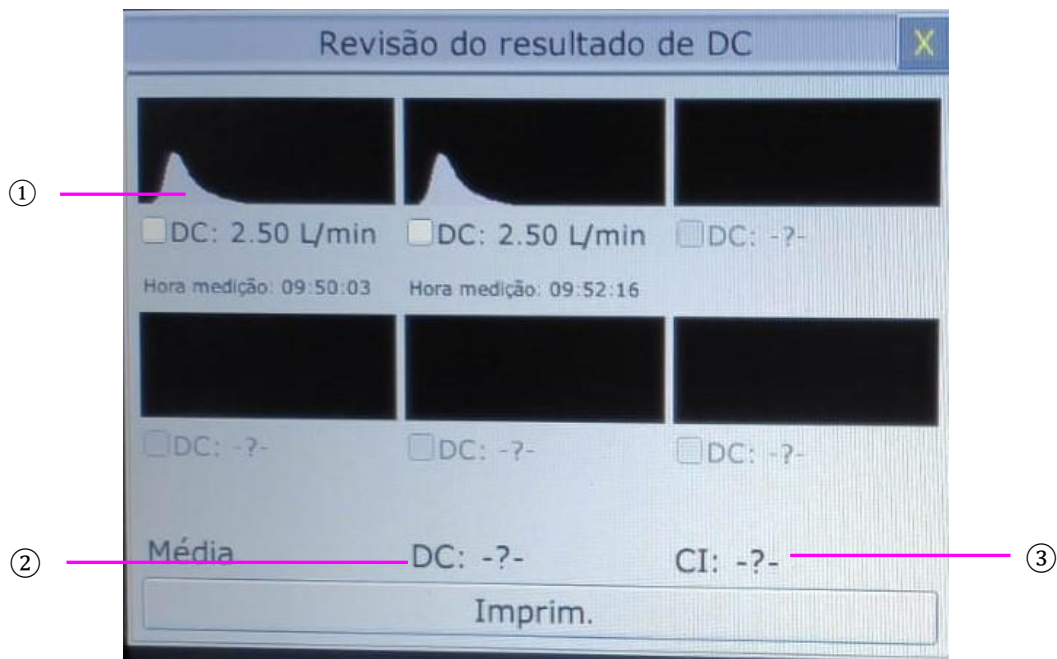 Revisão do resultado de DC X
①
DC: 2.50 L/min DC: 2.50 L/min DC: -?-
Hora medição: 09:50:03 Hora medição: 09:52:16
DC: -?- DC: -?- DC: -?-
② Média DC: -?- CI: -?- ③
Imprim.